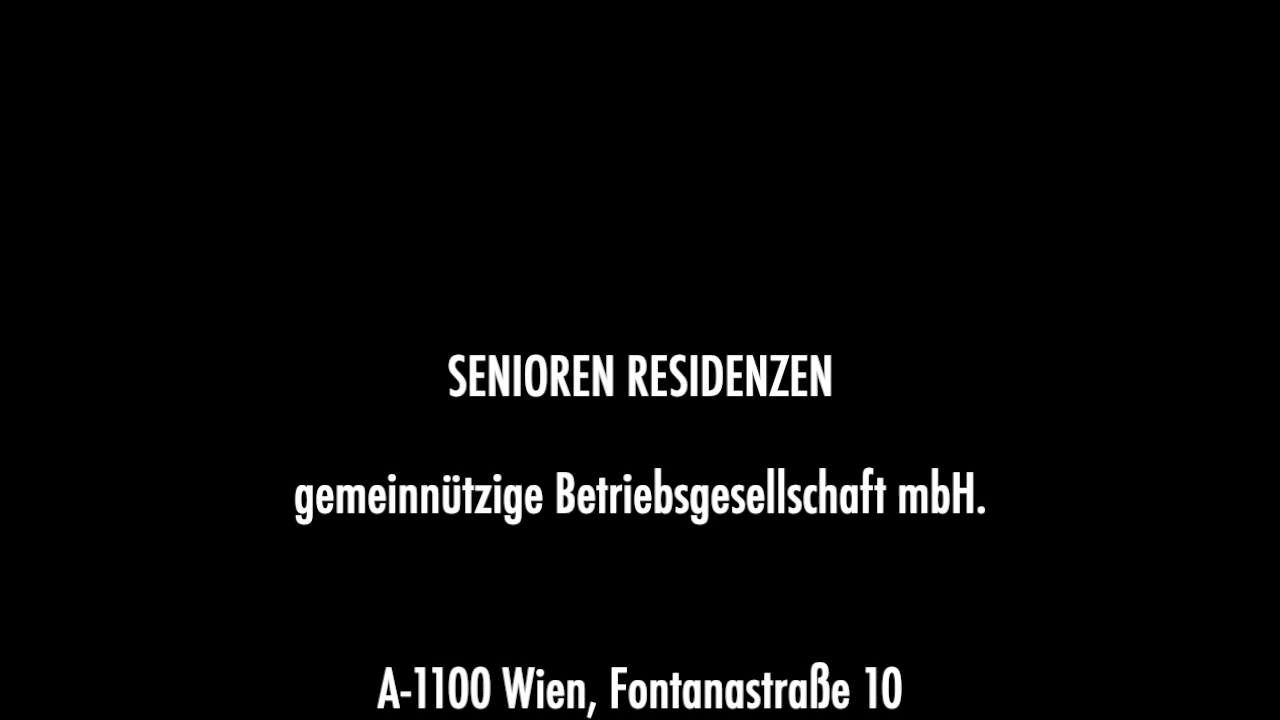 SENIOREN RESIDENZEN
gemeinnützige Betriebsgesellschaft mbH.
A-1100 Wien, Fontanastraße 10